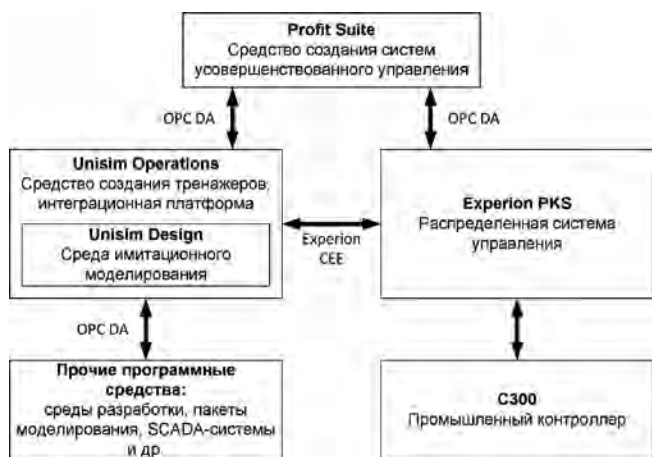 Profit Suite
Средство создания систем
усовершенствованного управления
OPC DA
OPC DA
Unisim Operations
Средство создания тренажеров,
интеграционная платформа
Unisim Design
Среда имитационного
моделирования
Experion
CEE
Experion PKS
Распределенная система
управления
OPC DA
Прочие программные
средства:
среды разработки, пакеты
моделирования, SCADA-системы
и др.
C300
Промышленный контроллер